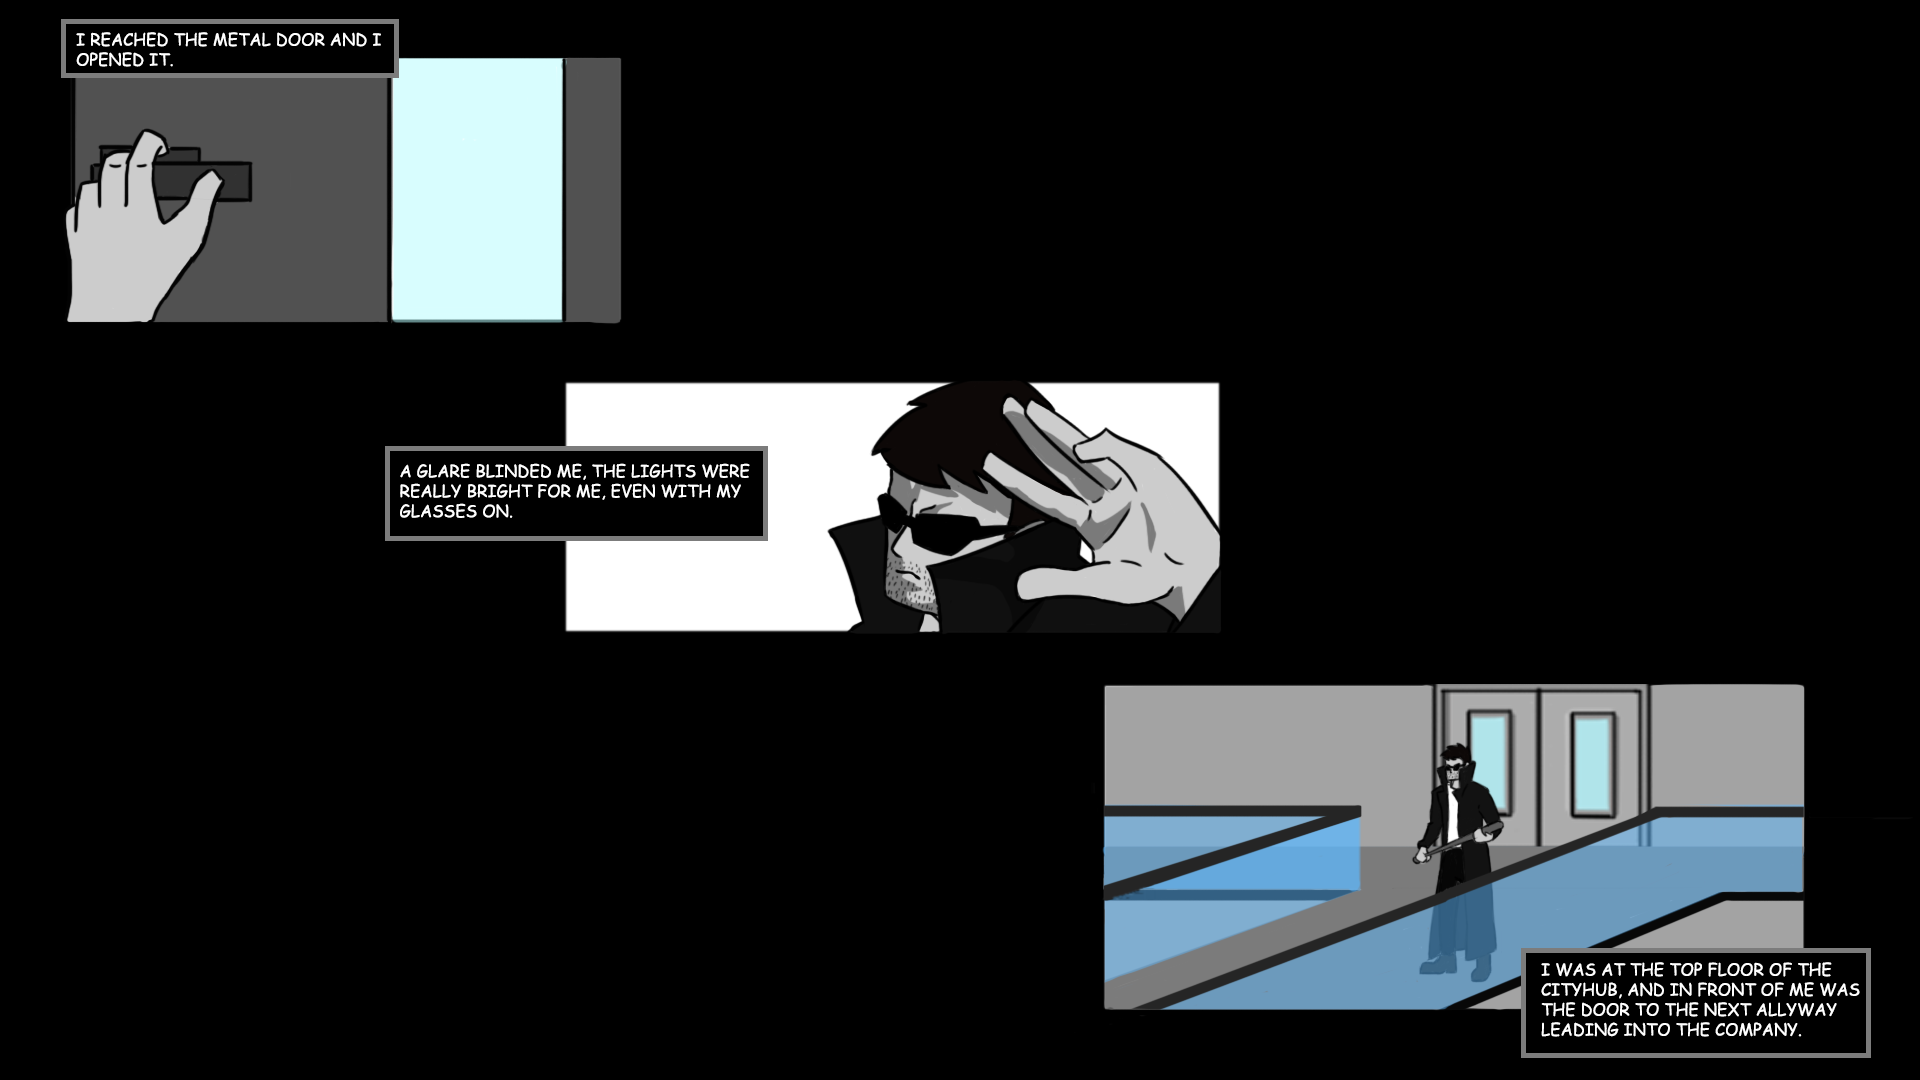 I REACHED THE METAL DOOR AND I
OPENED IT.
A GLARE BLINDED ME, THE LIGHTS WERE
REALLY BRIGHT FOR ME, EVEN WITH MY
GLASSES ON.
I WAS AT THE TOP FLOOR OF THE
CITYHUB, AND IN FRONT OF ME WAS
THE DOOR TO THE NEXT ALLYWAY
LEADING INTO THE COMPANY.